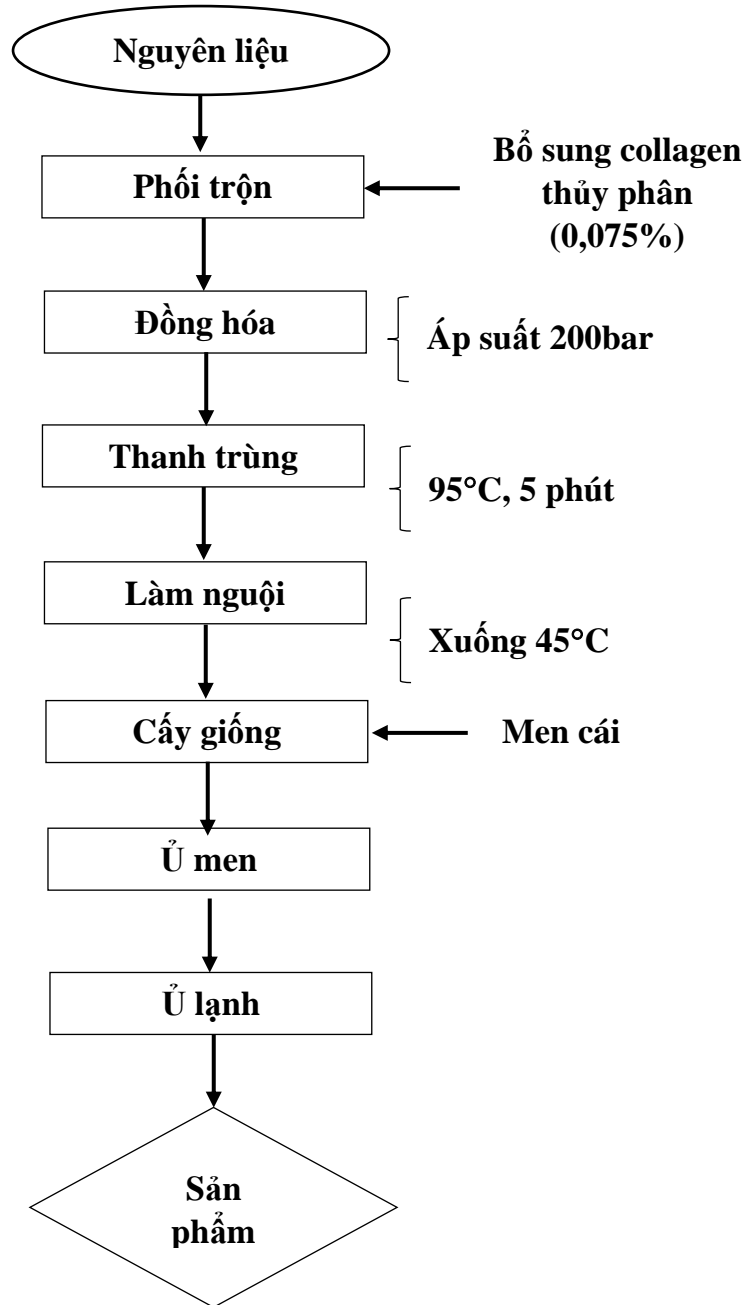 Nguyên liệu
Phối trộn
Bổ sung collagen
thủy phân
(0,075%)
Đồng hóa
Áp suất 200bar
Thanh trùng
95°C, 5 phút
Làm nguội
Xuống 45°C
Cấy giống
Men cái
Ủ men
Ủ lạnh
Sản
phẩm